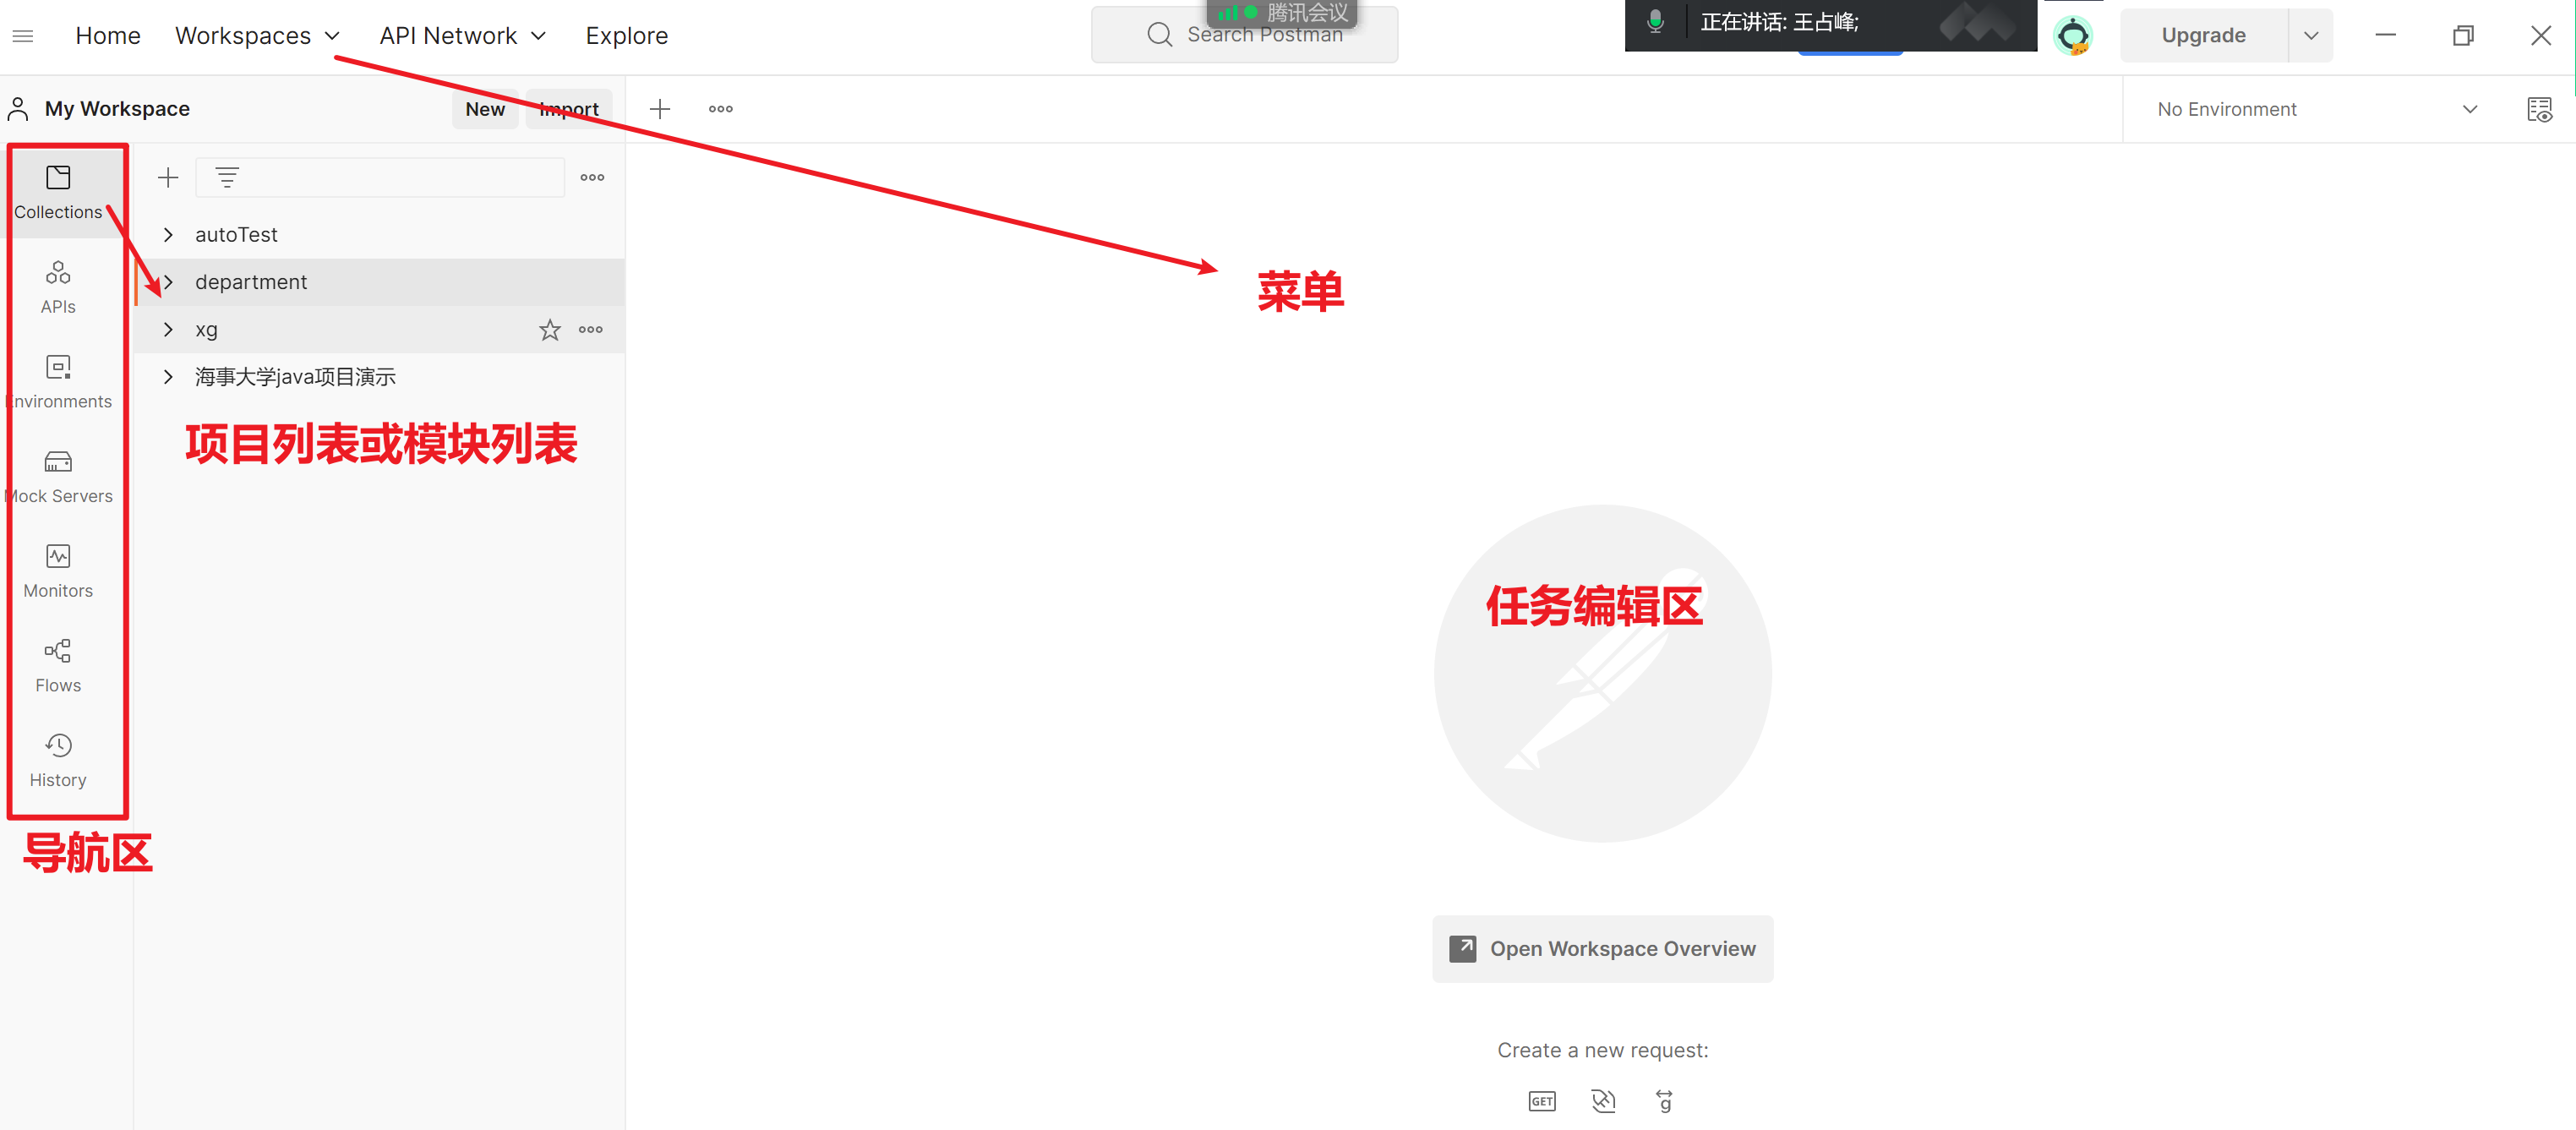 腾讯会议
正在讲话: 王占峰;
Home Workspaces API Network Explore Search Postman Upgrade
My Workspace New Import No Environment
Collections
autoTest
department
APIs
xg
海事大学java项目演示
Environments
Mock Servers
Monitors
Flows
History
菜单
项目列表或模块列表
任务编辑区
导航区
Open Workspace Overview
Create a new request:
GET
g